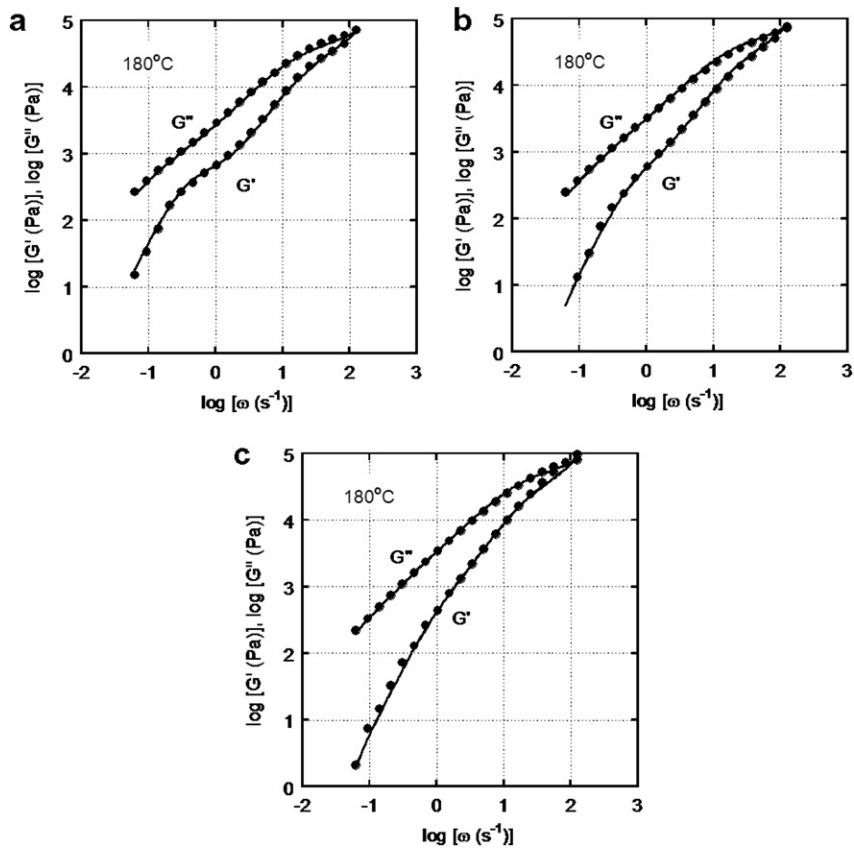 a
180°C
G"
G'
log [G' (Pa)], log [G" (Pa)]
5
4
3
2
1
0
-2 -1 0 1 2 3
log [ω (s⁻¹)]
b
180°C
G"
G'
log [G' (Pa)], log [G" (Pa)]
5
4
3
2
1
0
-2 -1 0 1 2 3
log [ω (s⁻¹)]
c
180°C
G"
G'
log [G' (Pa)], log [G" (Pa)]
5
4
3
2
1
0
-2 -1 0 1 2 3
log [ω (s⁻¹)]